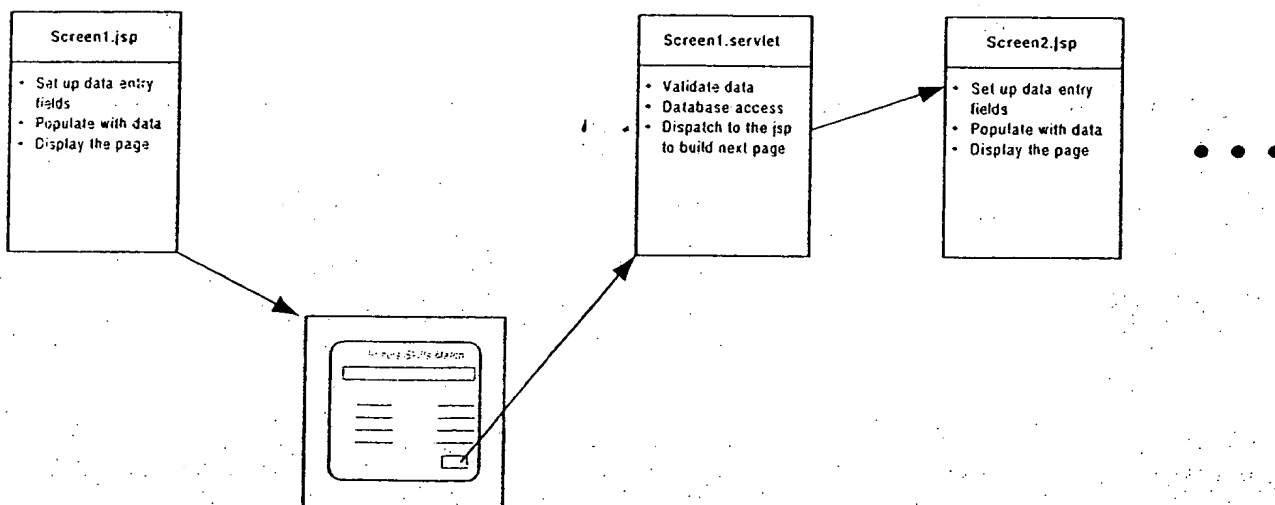 Screen1.jsp
• Set up data entry
fields
• Populate with data
• Display the page
Screen1.servlet
• Validate data
• Database access
• Dispatch to the jsp
to build next page
Screen2.jsp
• Set up data entry
fields
• Populate with data
• Display the page